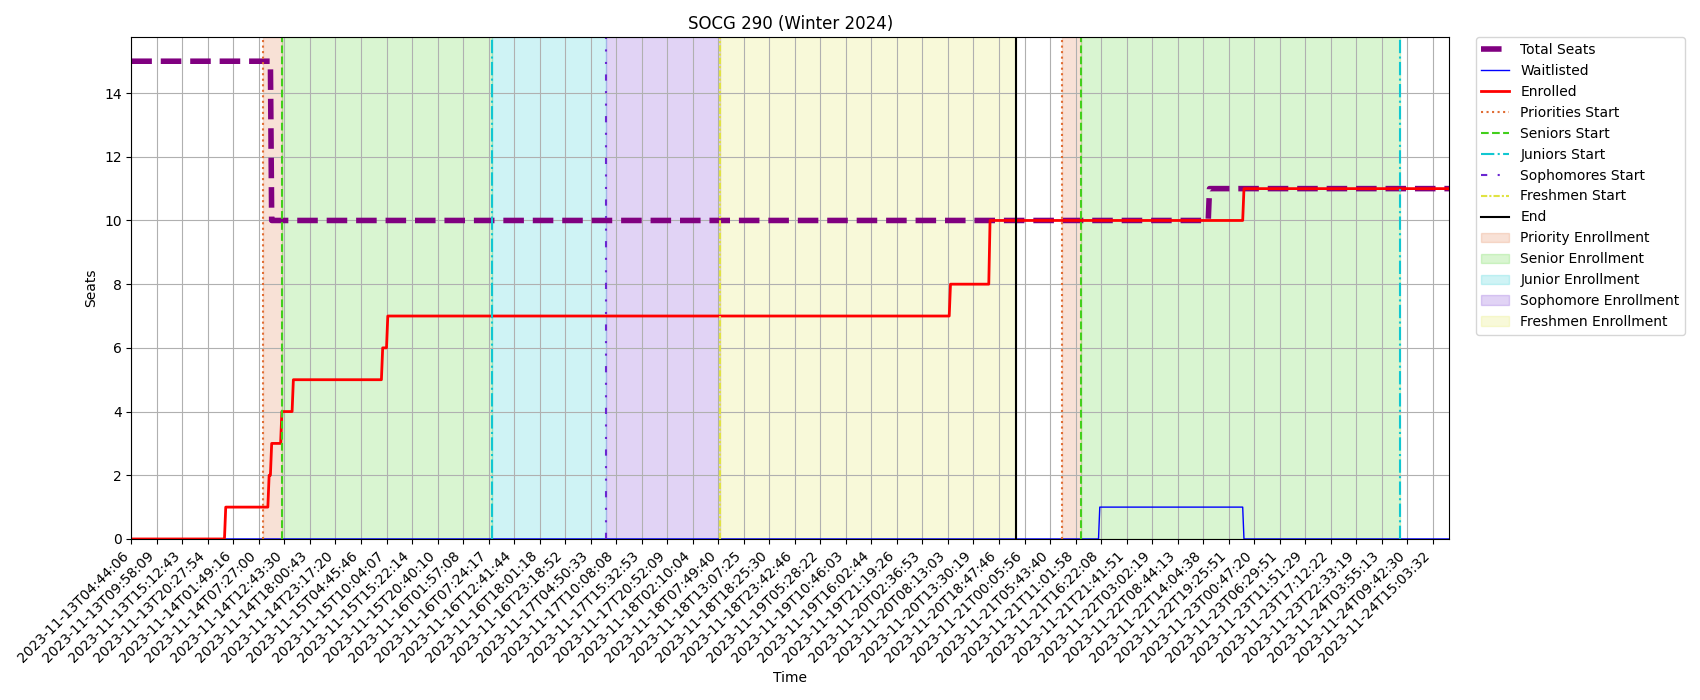 SOCG 290 (Winter 2024)
Seats
14
12
10
8
6
4
2
0
2023-11-13T04:44:06
2023-11-13T09:58:09
2023-11-13T15:12:43
2023-11-13T20:27:54
2023-11-14T01:49:16
2023-11-14T07:27:00
2023-11-14T12:43:30
2023-11-14T18:00:43
2023-11-14T23:17:20
2023-11-15T04:45:46
2023-11-15T10:04:07
2023-11-15T15:22:14
2023-11-15T20:40:10
2023-11-16T01:57:08
2023-11-16T07:24:17
2023-11-16T12:41:44
2023-11-16T18:01:18
2023-11-16T23:18:52
2023-11-17T04:50:33
2023-11-17T10:08:08
2023-11-17T15:32:53
2023-11-17T20:52:09
2023-11-18T02:10:04
2023-11-18T07:49:40
2023-11-18T13:07:25
2023-11-18T18:25:30
2023-11-18T23:42:46
2023-11-19T05:28:22
2023-11-19T10:46:03
2023-11-19T16:02:44
2023-11-19T21:19:26
2023-11-20T02:36:53
2023-11-20T08:13:03
2023-11-20T13:30:19
2023-11-20T18:47:46
2023-11-21T00:05:56
2023-11-21T05:43:40
2023-11-21T11:01:58
2023-11-21T16:22:08
2023-11-21T21:41:51
2023-11-22T03:02:19
2023-11-22T08:44:13
2023-11-22T14:04:38
2023-11-22T19:25:51
2023-11-23T00:47:20
2023-11-23T06:29:51
2023-11-23T11:51:29
2023-11-23T17:12:22
2023-11-23T22:33:19
2023-11-24T03:55:13
2023-11-24T09:42:30
2023-11-24T15:03:32
Time
Total Seats
Waitlisted
Enrolled
Priorities Start
Seniors Start
Juniors Start
Sophomores Start
Freshmen Start
End
Priority Enrollment
Senior Enrollment
Junior Enrollment
Sophomore Enrollment
Freshmen Enrollment